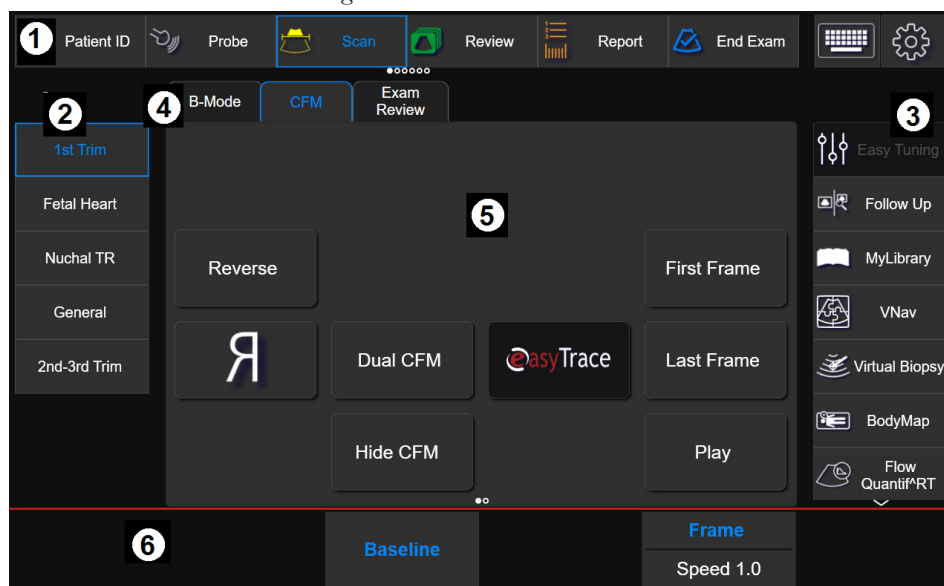 1 Patient ID Probe Scan Review Report End Exam
2
4 B-Mode CFM Exam
Review
3
1st Trim
Fetal Heart
Nuchal TR
General
2nd-3rd Trim
5
Reverse
First Frame
Я
Dual CFM
easyTrace
Last Frame
Hide CFM
Play
Easy Tuning
Follow Up
MyLibrary
VNav
Virtual Biopsy
BodyMap
Flow
Quantif^RT
6
Baseline
Frame
Speed 1.0